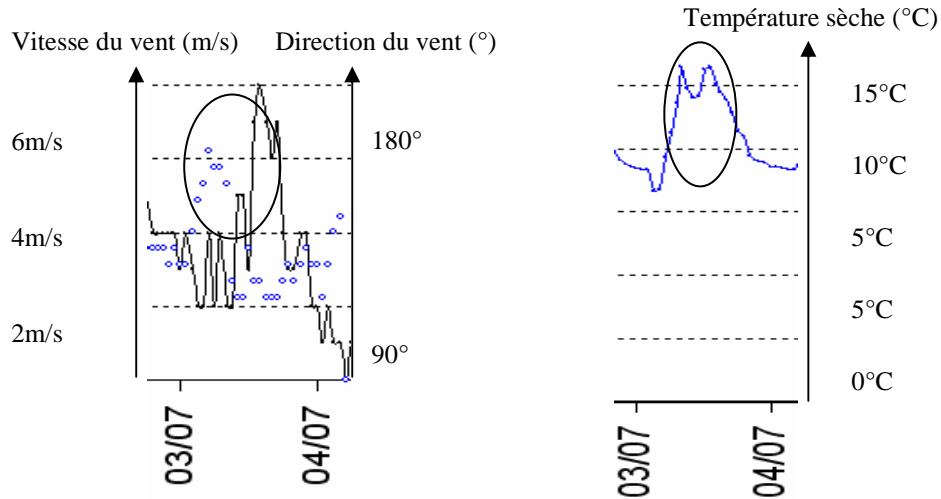 Température sèche (°C)
Vitesse du vent (m/s) Direction du vent (°)
6m/s
4m/s
2m/s
180°
90°
03/07
04/07
15°C
10°C
5°C
5°C
0°C
03/07
04/07